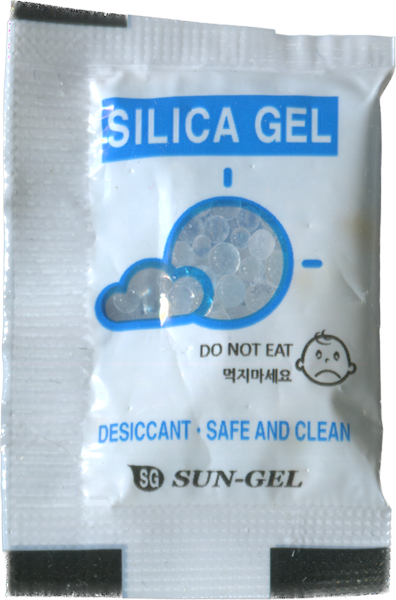 SILICA GEL
DO NOT EAT
먹지마세요
DESICCANT · SAFE AND CLEAN
SG SUN-GEL